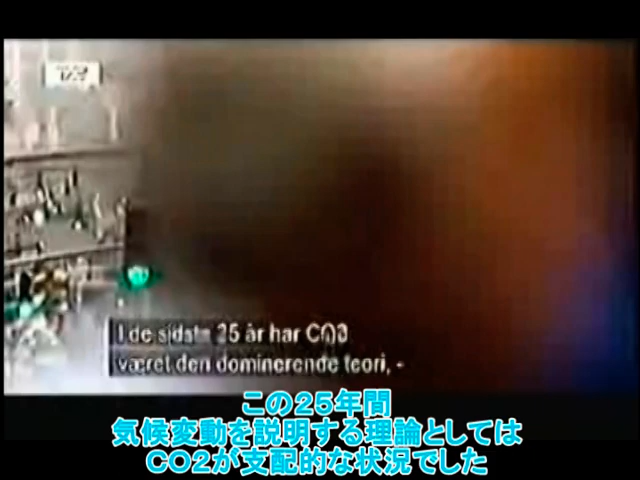 I de sidste 25 år har CO2
været den dominerende teori, -
この２５年間
気候変動を説明する理論としては
ＣＯ２が支配的な状況でした